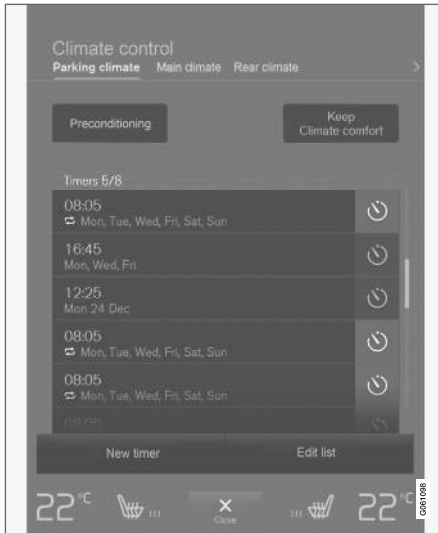 Climate control
Parking climate Main climate Rear climate >
Preconditioning
Keep
Climate comfort
Timers 5/8
08:05
Mon, Tue, Wed, Fri, Sat, Sun
16:45
Mon, Wed, Fri
12:25
Mon 24 Dec
08:05
Mon, Tue, Wed, Fri, Sat, Sun
08:05
Mon, Tue, Wed, Fri, Sat, Sun
08:05
New timer Edit list
22°C 22°C
Close
G061098